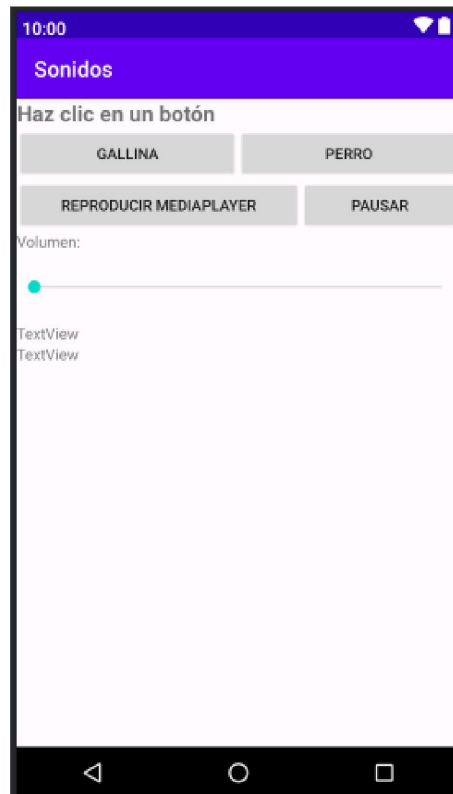 10:00
Sonidos
Haz clic en un botón
GALLINA PERRO
REPRODUCIR MEDIAPLAYER PAUSAR
Volumen:
TextView
TextView